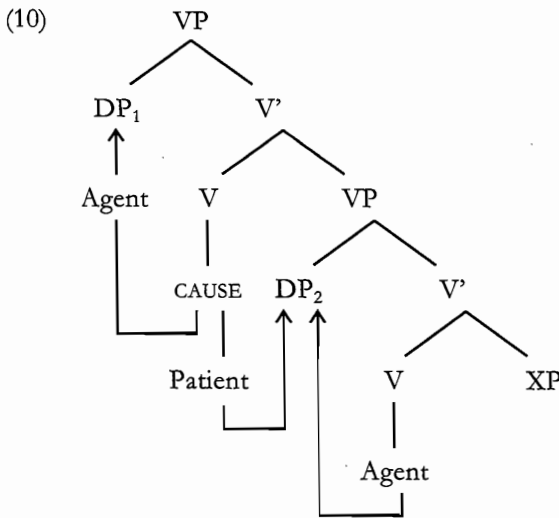 (10) VP
DP₁ V'
Agent V VP
CAUSE DP₂ V'
Patient V XP
Agent